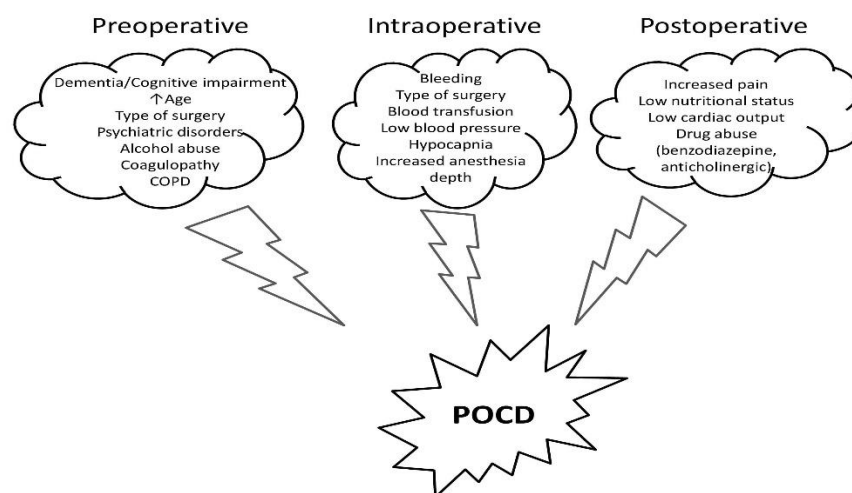 Preoperative
Dementia/Cognitive impairment
↑Age
Type of surgery
Psychiatric disorders
Alcohol abuse
Coagulopathy
COPD
Intraoperative
Bleeding
Type of surgery
Blood transfusion
Low blood pressure
Hypocapnia
Increased anesthesia
depth
Postoperative
Increased pain
Low nutritional status
Low cardiac output
Drug abuse
(benzodiazepine,
anticholinergic)
POCD